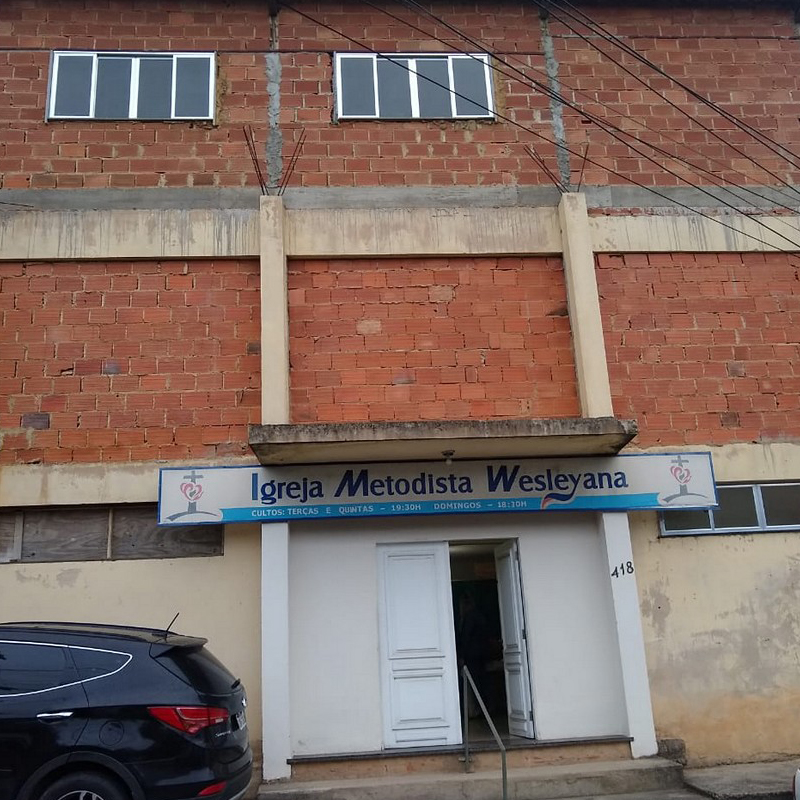 Igreja Metodista Wesleyana
CULTOS: TERÇAS E QUINTAS - 19:30H DOMINGOS - 18:30H
418